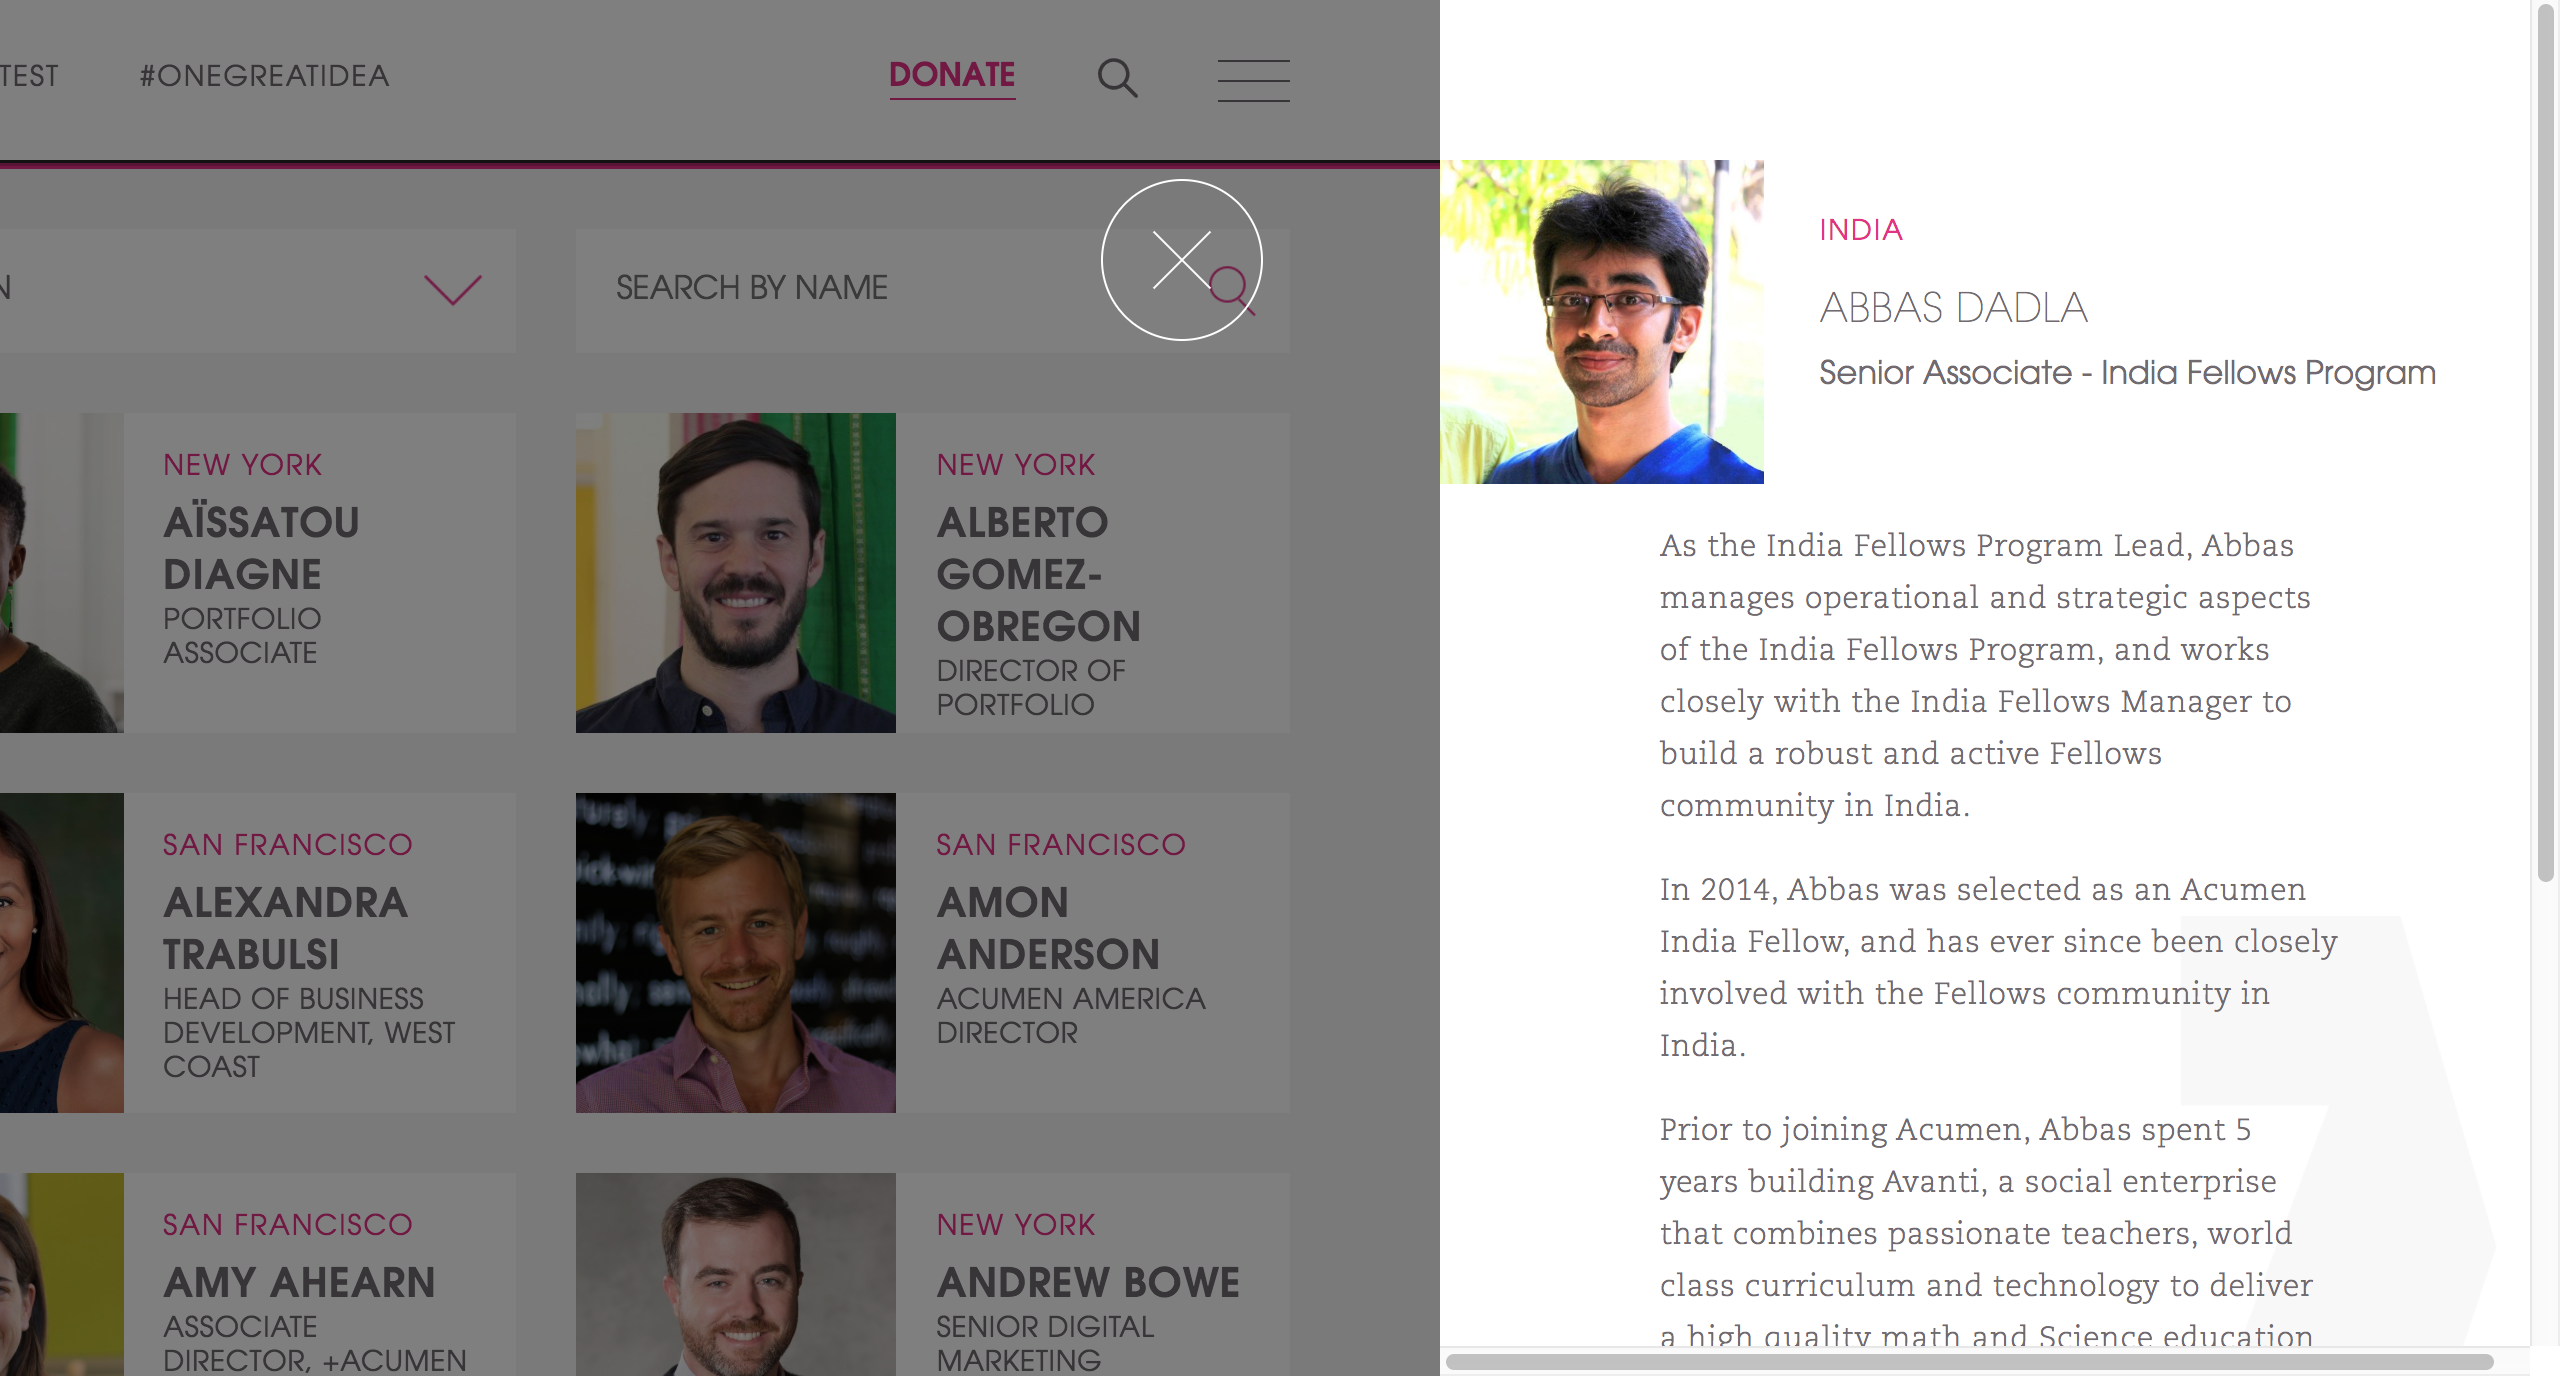 TEST
#ONEGREATIDEA
DONATE
SEARCH BY NAME
NEW YORK
AÏSSATOU
DIAGNE
PORTFOLIO
ASSOCIATE
NEW YORK
ALBERTO
GOMEZ-
OBREGON
DIRECTOR OF
PORTFOLIO
SAN FRANCISCO
ALEXANDRA
TRABULSI
HEAD OF BUSINESS
DEVELOPMENT, WEST
COAST
SAN FRANCISCO
AMON
ANDERSON
ACUMEN AMERICA
DIRECTOR
SAN FRANCISCO
AMY AHEARN
ASSOCIATE
DIRECTOR, +ACUMEN
NEW YORK
ANDREW BOWE
SENIOR DIGITAL
MARKETING
INDIA
ABBAS DADLA
Senior Associate - India Fellows Program
As the India Fellows Program Lead, Abbas
manages operational and strategic aspects
of the India Fellows Program, and works
closely with the India Fellows Manager to
build a robust and active Fellows
community in India.
In 2014, Abbas was selected as an Acumen
India Fellow, and has ever since been closely
involved with the Fellows community in
India.
Prior to joining Acumen, Abbas spent 5
years building Avanti, a social enterprise
that combines passionate teachers, world
class curriculum and technology to deliver
a high quality math and Science education